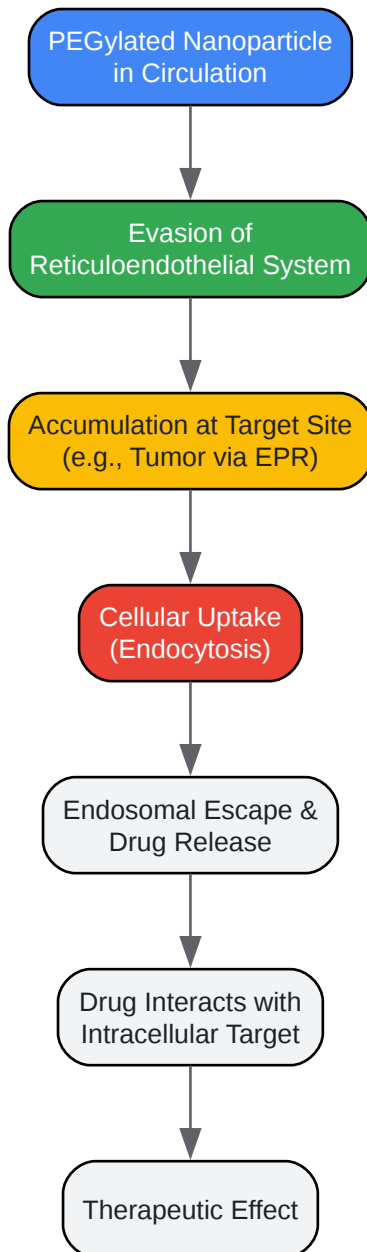 PEGylated Nanoparticle
in Circulation
Evasion of
Reticuloendothelial System
Accumulation at Target Site
(e.g., Tumor via EPR)
Cellular Uptake
(Endocytosis)
Endosomal Escape &
Drug Release
Drug Interacts with
Intracellular Target
Therapeutic Effect